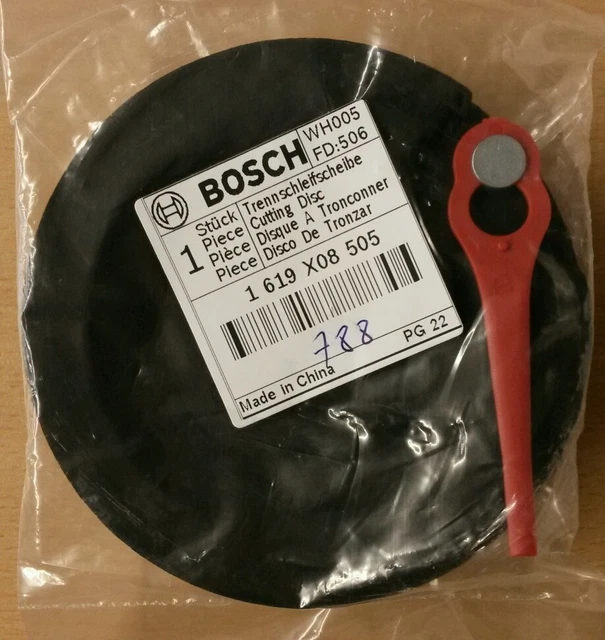 BOSCH
WH005
FD:506
1
Stück
Piece
Pièce
Piece
Trennschleifscheibe
Cutting Disc
Disque A Tronconner
Disco De Tronzar
1 619 X08 505
788
PG 22
Made in China